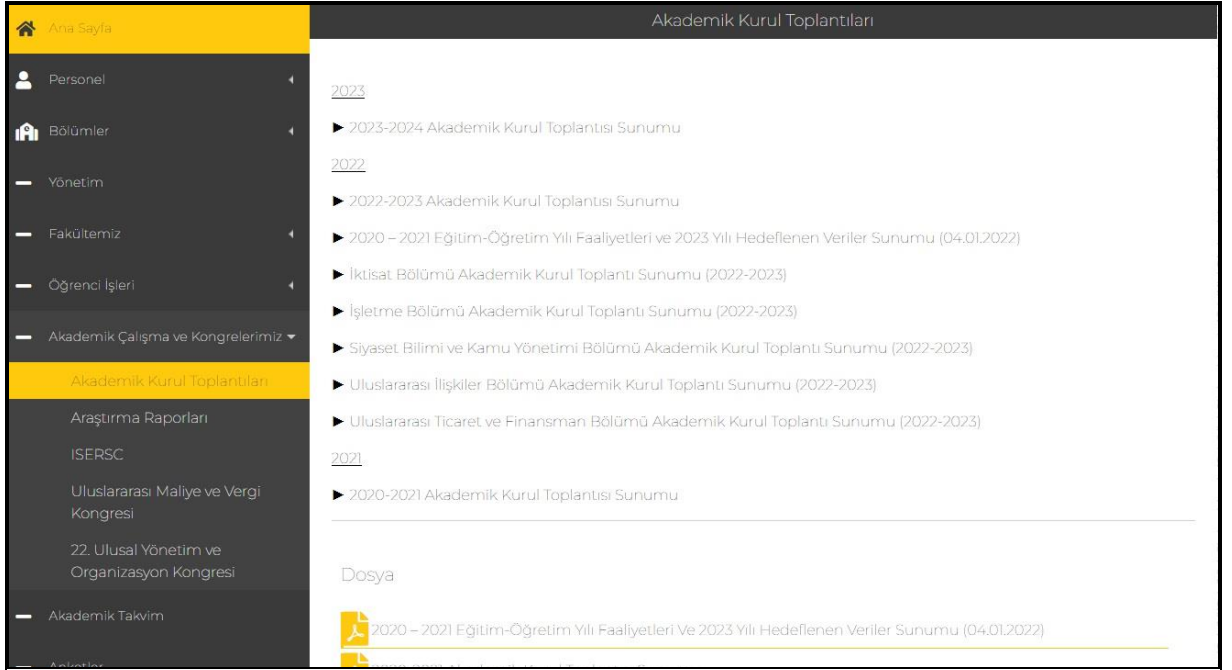 Ana Sayfa
Personel
Bölümler
Yönetim
Fakültemiz
Öğrenci İşleri
Akademik Çalışma ve Kongrelerimiz
Akademik Kurul Toplantıları
Araştırma Raporları
ISERSC
Uluslararası Maliye ve Vergi
Kongresi
22. Ulusal Yönetim ve
Organizasyon Kongresi
Akademik Takvim
Anketler
Akademik Kurul Toplantıları
2023
► 2023-2024 Akademik Kurul Toplantısı Sunumu
2022
► 2022-2023 Akademik Kurul Toplantısı Sunumu
► 2020 – 2021 Eğitim-Öğretim Yılı Faaliyetleri ve 2023 Yılı Hedeflenen Veriler Sunumu (04.01.2022)
► İktisat Bölümü Akademik Kurul Toplantı Sunumu (2022-2023)
► İşletme Bölümü Akademik Kurul Toplantı Sunumu (2022-2023)
► Siyaset Bilimi ve Kamu Yönetimi Bölümü Akademik Kurul Toplantı Sunumu (2022-2023)
► Uluslararası İlişkiler Bölümü Akademik Kurul Toplantı Sunumu (2022-2023)
► Uluslararası Ticaret ve Finansman Bölümü Akademik Kurul Toplantı Sunumu (2022-2023)
2021
► 2020-2021 Akademik Kurul Toplantısı Sunumu
Dosya
2020 – 2021 Eğitim-Öğretim Yılı Faaliyetleri Ve 2023 Yılı Hedeflenen Veriler Sunumu (04.01.2022)